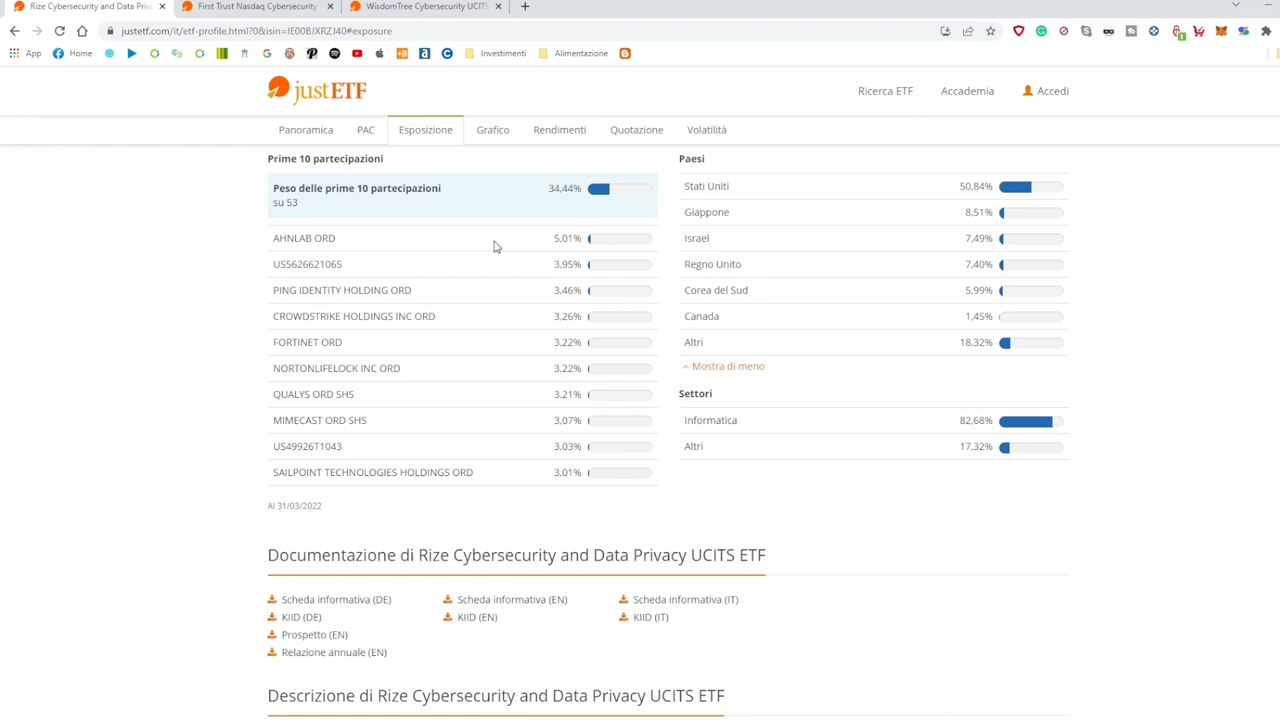 Rize Cybersecurity and Data Priva
First Trust Nasdaq Cybersecurity
WisdomTree Cybersecurity UCITS
justetf.com/it/etf-profile.html?0&isin=IE00BJXRZJ40#exposure
App
Home
Investimenti
Alimentazione
justETF
Ricerca ETF
Accademia
Accedi
Panoramica
PAC
Esposizione
Grafico
Rendimenti
Quotazione
Volatilità
Prime 10 partecipazioni
Peso delle prime 10 partecipazioni 34,44%
su 53
AHNLAB ORD 5,01%
US5626621065 3,95%
PING IDENTITY HOLDING ORD 3,46%
CROWDSTRIKE HOLDINGS INC ORD 3,26%
FORTINET ORD 3,22%
NORTONLIFELOCK INC ORD 3,22%
QUALYS ORD SHS 3,21%
MIMECAST ORD SHS 3,07%
US49926T1043 3,03%
SAILPOINT TECHNOLOGIES HOLDINGS ORD 3,01%
Al 31/03/2022
Paesi
Stati Uniti 50,84%
Giappone 8,51%
Israel 7,49%
Regno Unito 7,40%
Corea del Sud 5,99%
Canada 1,45%
Altri 18,32%
Mostra di meno
Settori
Informatica 82,68%
Altri 17,32%
Documentazione di Rize Cybersecurity and Data Privacy UCITS ETF
Scheda informativa (DE)
Scheda informativa (EN)
Scheda informativa (IT)
KIID (DE)
KIID (EN)
KIID (IT)
Prospetto (EN)
Relazione annuale (EN)
Descrizione di Rize Cybersecurity and Data Privacy UCITS ETF